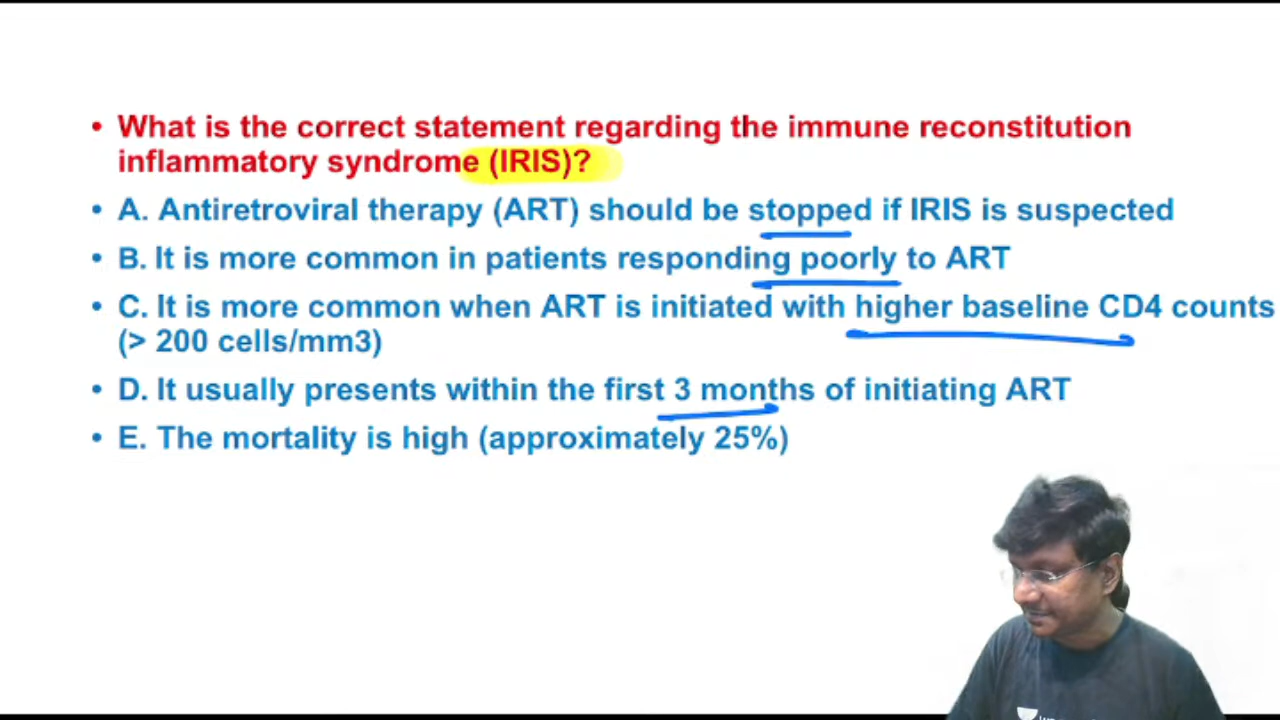 • What is the correct statement regarding the immune reconstitution
inflammatory syndrome (IRIS)?
• A. Antiretroviral therapy (ART) should be stopped if IRIS is suspected
• B. It is more common in patients responding poorly to ART
• C. It is more common when ART is initiated with higher baseline CD4 counts
(> 200 cells/mm3)
• D. It usually presents within the first 3 months of initiating ART
• E. The mortality is high (approximately 25%)